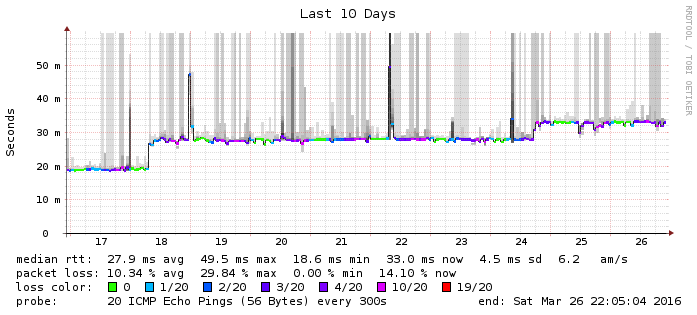 Last 10 Days
RRDTOOL / TOBI OETIKER
Seconds
50 m
40 m
30 m
20 m
10 m
0
17 18 19 20 21 22 23 24 25 26
median rtt: 27.9 ms avg 49.5 ms max 18.6 ms min 33.0 ms now 4.5 ms sd 6.2 am/s
packet loss: 10.34 % avg 29.84 % max 0.00 % min 14.10 % now
loss color: 0 1/20 2/20 3/20 4/20 10/20 19/20
probe: 20 ICMP Echo Pings (56 Bytes) every 300s end: Sat Mar 26 22:05:04 2016